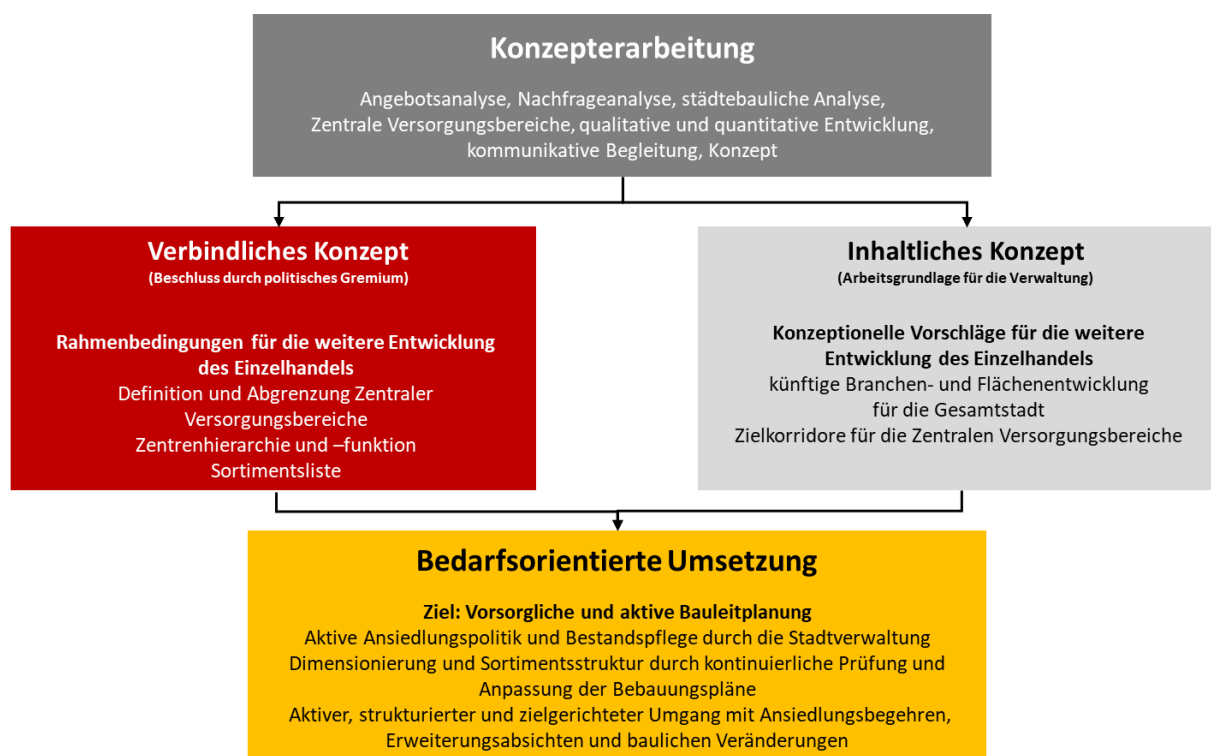 Konzepterarbeitung
Angebotsanalyse, Nachfrageanalyse, städtebauliche Analyse,
Zentrale Versorgungsbereiche, qualitative und quantitative Entwicklung,
kommunikative Begleitung, Konzept
Verbindliches Konzept
(Beschluss durch politisches Gremium)
Rahmenbedingungen für die weitere Entwicklung
des Einzelhandels
Definition und Abgrenzung Zentraler
Versorgungsbereiche
Zentrenhierarchie und –funktion
Sortimentsliste
Inhaltliches Konzept
(Arbeitsgrundlage für die Verwaltung)
Konzeptionelle Vorschläge für die weitere
Entwicklung des Einzelhandels
künftige Branchen- und Flächenentwicklung
für die Gesamtstadt
Zielkorridore für die Zentralen Versorgungsbereiche
Bedarfsorientierte Umsetzung
Ziel: Vorsorgliche und aktive Bauleitplanung
Aktive Ansiedlungspolitik und Bestandspflege durch die Stadtverwaltung
Dimensionierung und Sortimentsstruktur durch kontinuierliche Prüfung und
Anpassung der Bebauungspläne
Aktiver, strukturierter und zielgerichteter Umgang mit Ansiedlungsbegehren,
Erweiterungsabsichten und baulichen Veränderungen